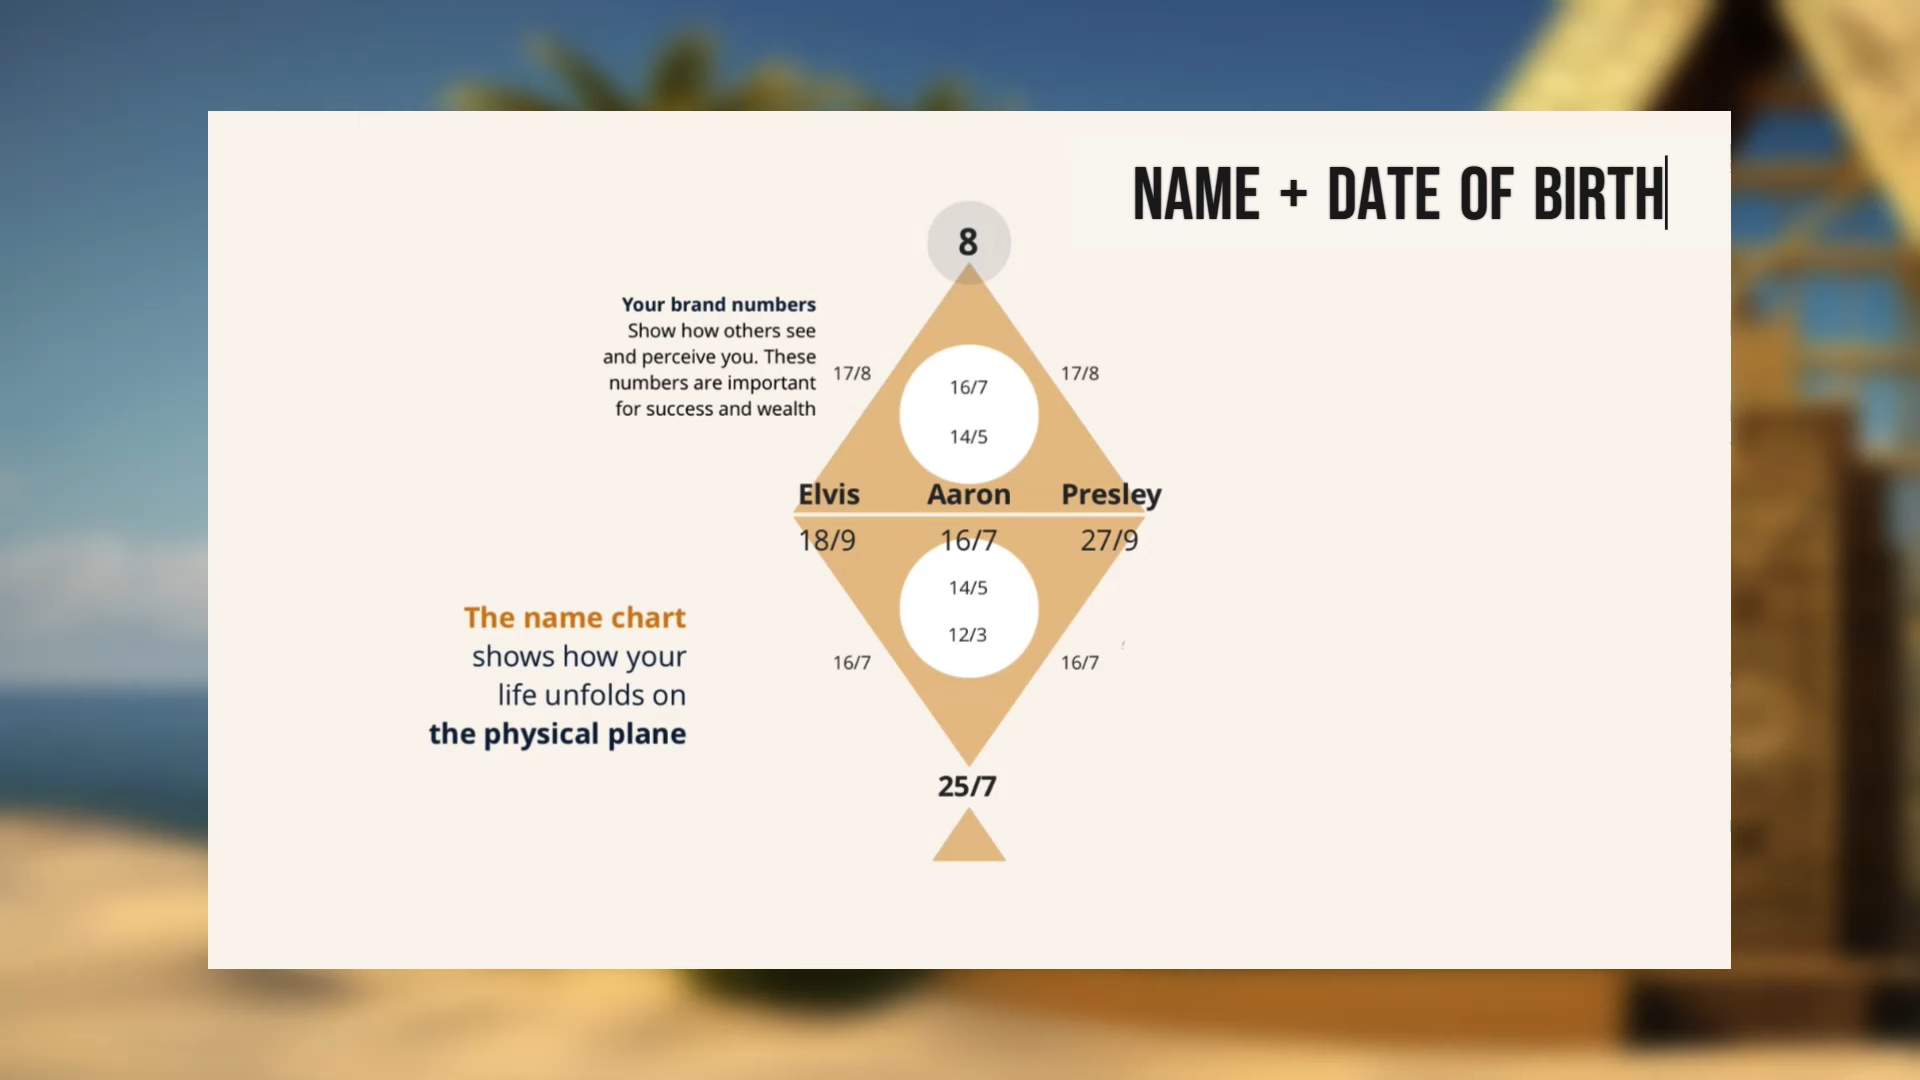 NAME + DATE OF BIRTH
8
Your brand numbers
Show how others see
and perceive you. These
numbers are important
for success and wealth
17/8
17/8
16/7
14/5
Elvis Aaron Presley
18/9 16/7 27/9
14/5
12/3
16/7
16/7
The name chart
shows how your
life unfolds on
the physical plane
25/7